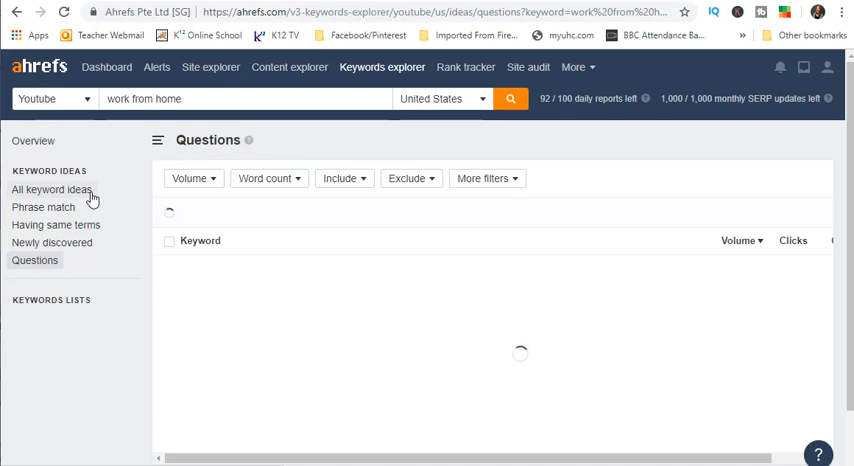 Ahrefs Pte Ltd [SG] https://ahrefs.com/v3-keywords-explorer/youtube/us/ideas/questions?keyword=work%20from%20h...
Apps Teacher Webmail K¹² Online School K12 TV Facebook/Pinterest Imported From Fire... myuhc.com BBC Attendance Ba... » Other bookmarks
ahrefs Dashboard Alerts Site explorer Content explorer Keywords explorer Rank tracker Site audit More
Youtube work from home United States 92 / 100 daily reports left 1,000 / 1,000 monthly SERP updates left
Overview
Questions
KEYWORD IDEAS
All keyword ideas
Phrase match
Having same terms
Newly discovered
Questions
KEYWORDS LISTS
Volume Word count Include Exclude More filters
Keyword Volume Clicks
?